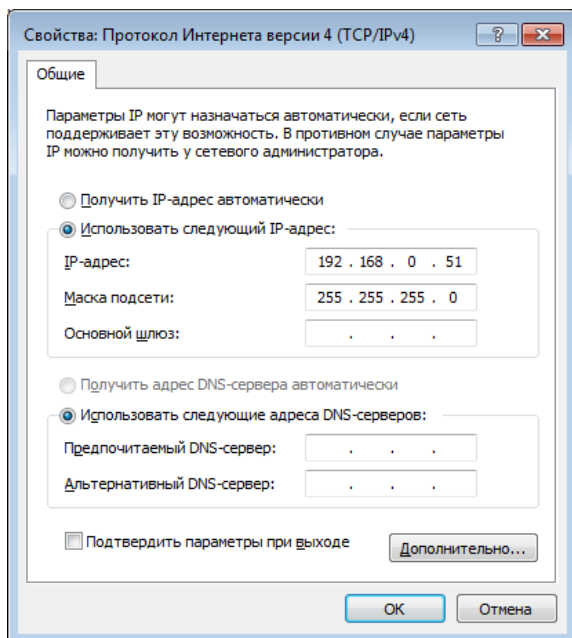 Свойства: Протокол Интернета версии 4 (TCP/IPv4)
Общие
Параметры IP могут назначаться автоматически, если сеть
поддерживает эту возможность. В противном случае параметры
IP можно получить у сетевого администратора.
Получить IP-адрес автоматически
Использовать следующий IP-адрес:
IP-адрес: 192 . 168 . 0 . 51
Маска подсети: 255 . 255 . 255 . 0
Основной шлюз: . . .
Получить адрес DNS-сервера автоматически
Использовать следующие адреса DNS-серверов:
Предпочитаемый DNS-сервер: . . .
Альтернативный DNS-сервер: . . .
Подтвердить параметры при выходе
Дополнительно...
ОК Отмена